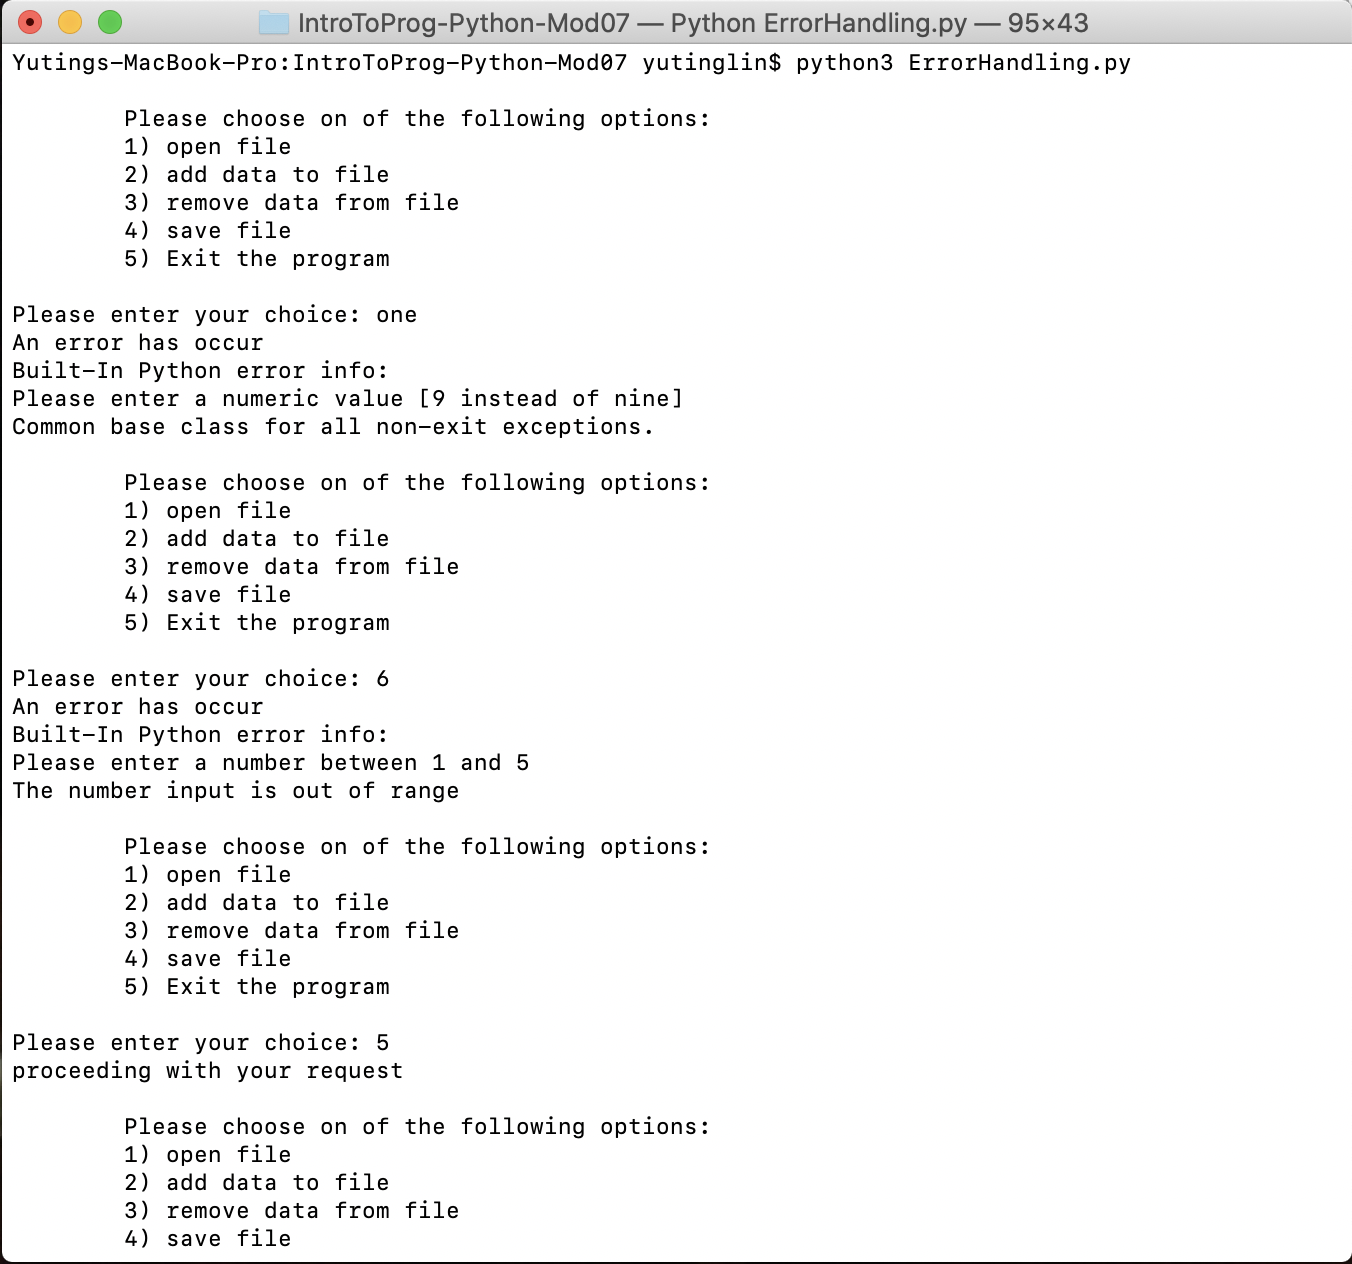 IntroToProg-Python-Mod07 — Python ErrorHandling.py — 95×43
Yutings-MacBook-Pro:IntroToProg-Python-Mod07 yutinglin$ python3 ErrorHandling.py
Please choose on of the following options:
1) open file
2) add data to file
3) remove data from file
4) save file
5) Exit the program
Please enter your choice: one
An error has occur
Built-In Python error info:
Please enter a numeric value [9 instead of nine]
Common base class for all non-exit exceptions.
Please choose on of the following options:
1) open file
2) add data to file
3) remove data from file
4) save file
5) Exit the program
Please enter your choice: 6
An error has occur
Built-In Python error info:
Please enter a number between 1 and 5
The number input is out of range
Please choose on of the following options:
1) open file
2) add data to file
3) remove data from file
4) save file
5) Exit the program
Please enter your choice: 5
proceeding with your request
Please choose on of the following options:
1) open file
2) add data to file
3) remove data from file
4) save file